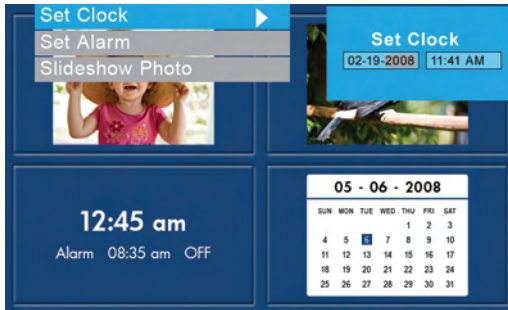 Set Clock
Set Alarm
Slideshow Photo
Set Clock
02-19-2008 11:41 AM
12:45 am
Alarm 08:35 am OFF
05 - 06 - 2008
SUN MON TUE WED THU FRI SAT
1 2 3
4 5 6 7 8 9 10
11 12 13 14 15 16 17
18 19 20 21 22 23 24
25 26 27 28 29 30 31